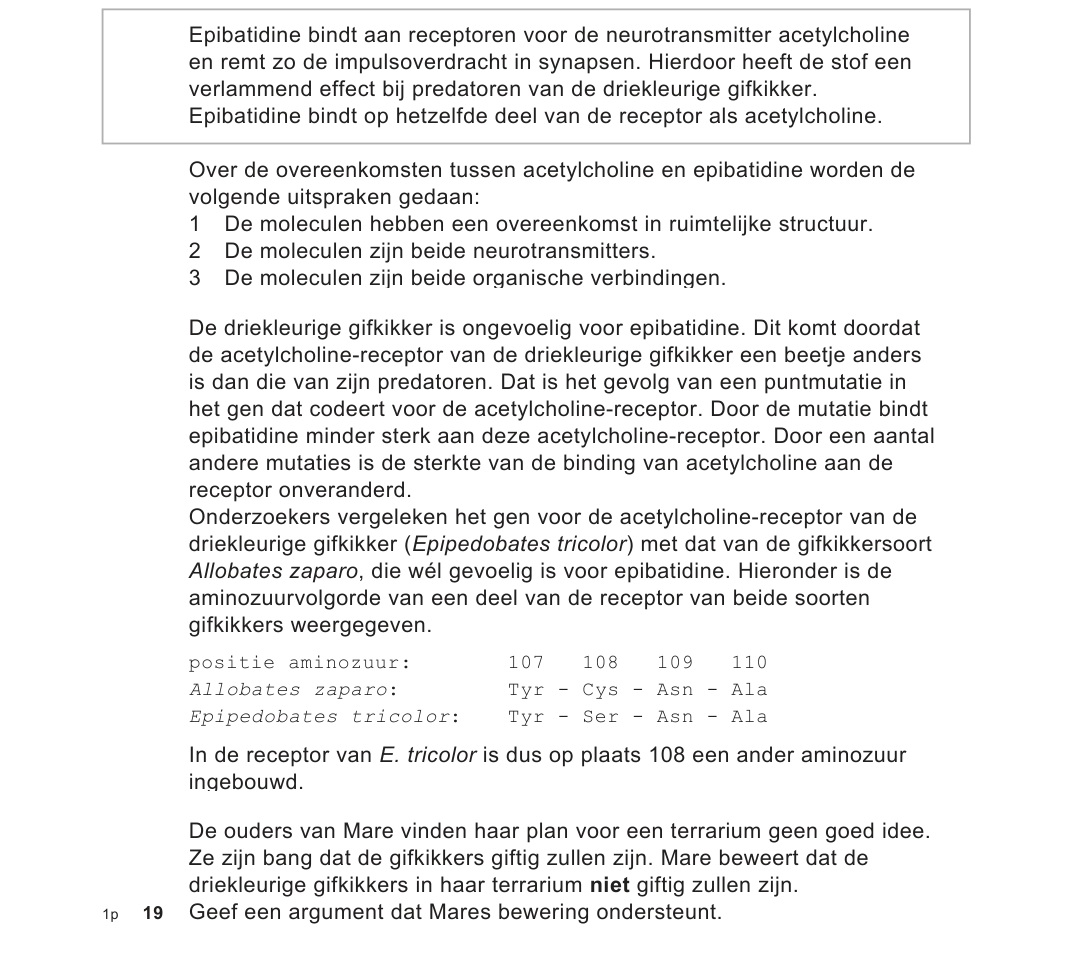 Epibatidine bindt aan receptoren voor de neurotransmitter acetylcholine
en remt zo de impulsoverdracht in synapsen. Hierdoor heeft de stof een
verlammend effect bij predatoren van de driekleurige gifkikker.
Epibatidine bindt op hetzelfde deel van de receptor als acetylcholine.
Over de overeenkomsten tussen acetylcholine en epibatidine worden de
volgende uitspraken gedaan:
1 De moleculen hebben een overeenkomst in ruimtelijke structuur.
2 De moleculen zijn beide neurotransmitters.
3 De moleculen zijn beide organische verbindingen.
De driekleurige gifkikker is ongevoelig voor epibatidine. Dit komt doordat
de acetylcholine-receptor van de driekleurige gifkikker een beetje anders
is dan die van zijn predatoren. Dat is het gevolg van een puntmutatie in
het gen dat codeert voor de acetylcholine-receptor. Door de mutatie bindt
epibatidine minder sterk aan deze acetylcholine-receptor. Door een aantal
andere mutaties is de sterkte van de binding van acetylcholine aan de
receptor onveranderd.
Onderzoekers vergeleken het gen voor de acetylcholine-receptor van de
driekleurige gifkikker (Epipedobates tricolor) met dat van de gifkikkersoort
Allobates zaparo, die wél gevoelig is voor epibatidine. Hieronder is de
aminozuurvolgorde van een deel van de receptor van beide soorten
gifkikkers weergegeven.
positie aminozuur: 107 108 109 110
Allobates zaparo: Tyr - Cys - Asn - Ala
Epipedobates tricolor: Tyr - Ser - Asn - Ala
In de receptor van E. tricolor is dus op plaats 108 een ander aminozuur
ingebouwd.
De ouders van Mare vinden haar plan voor een terrarium geen goed idee.
Ze zijn bang dat de gifkikkers giftig zullen zijn. Mare beweert dat de
driekleurige gifkikkers in haar terrarium niet giftig zullen zijn.
1p 19 Geef een argument dat Mares bewering ondersteunt.